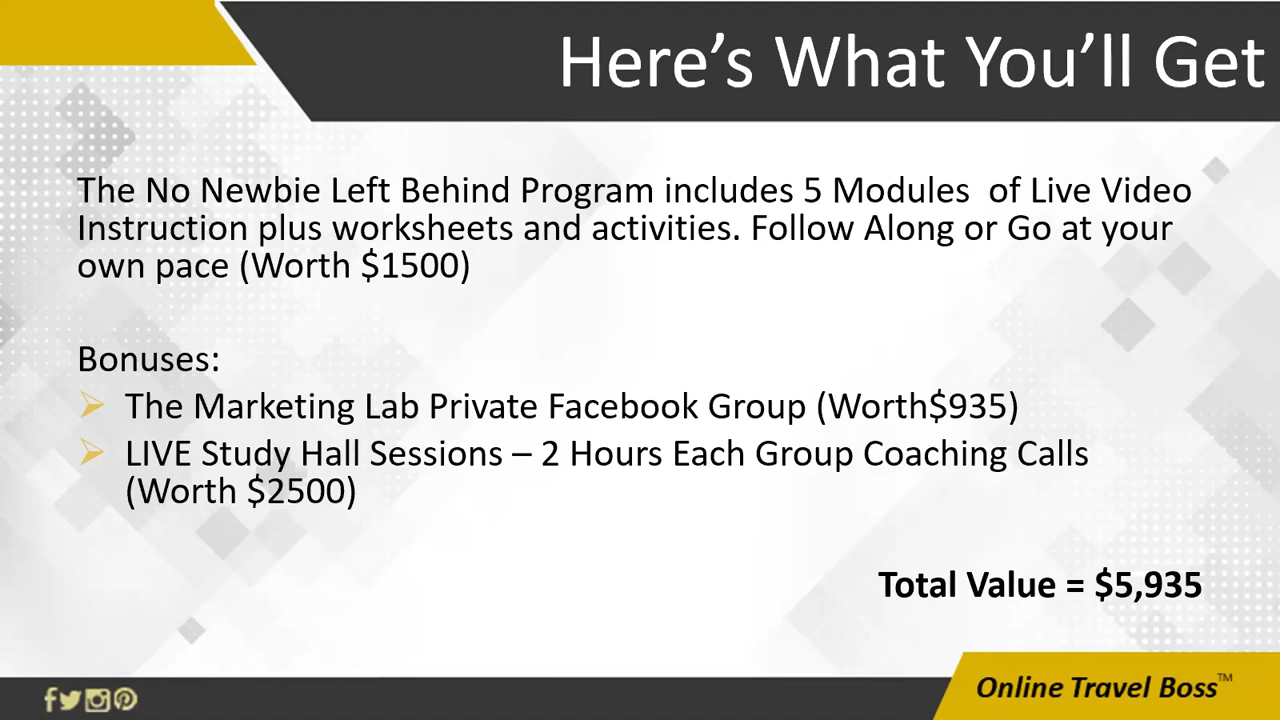 Here’s What You’ll Get
The No Newbie Left Behind Program includes 5 Modules  of Live Video
Instruction plus worksheets and activities. Follow Along or Go at your
own pace (Worth $1500)
Bonuses:
The Marketing Lab Private Facebook Group (Worth$935)
LIVE Study Hall Sessions – 2 Hours Each Group Coaching Calls
(Worth $2500)
Total Value = $5,935
Online Travel Boss™